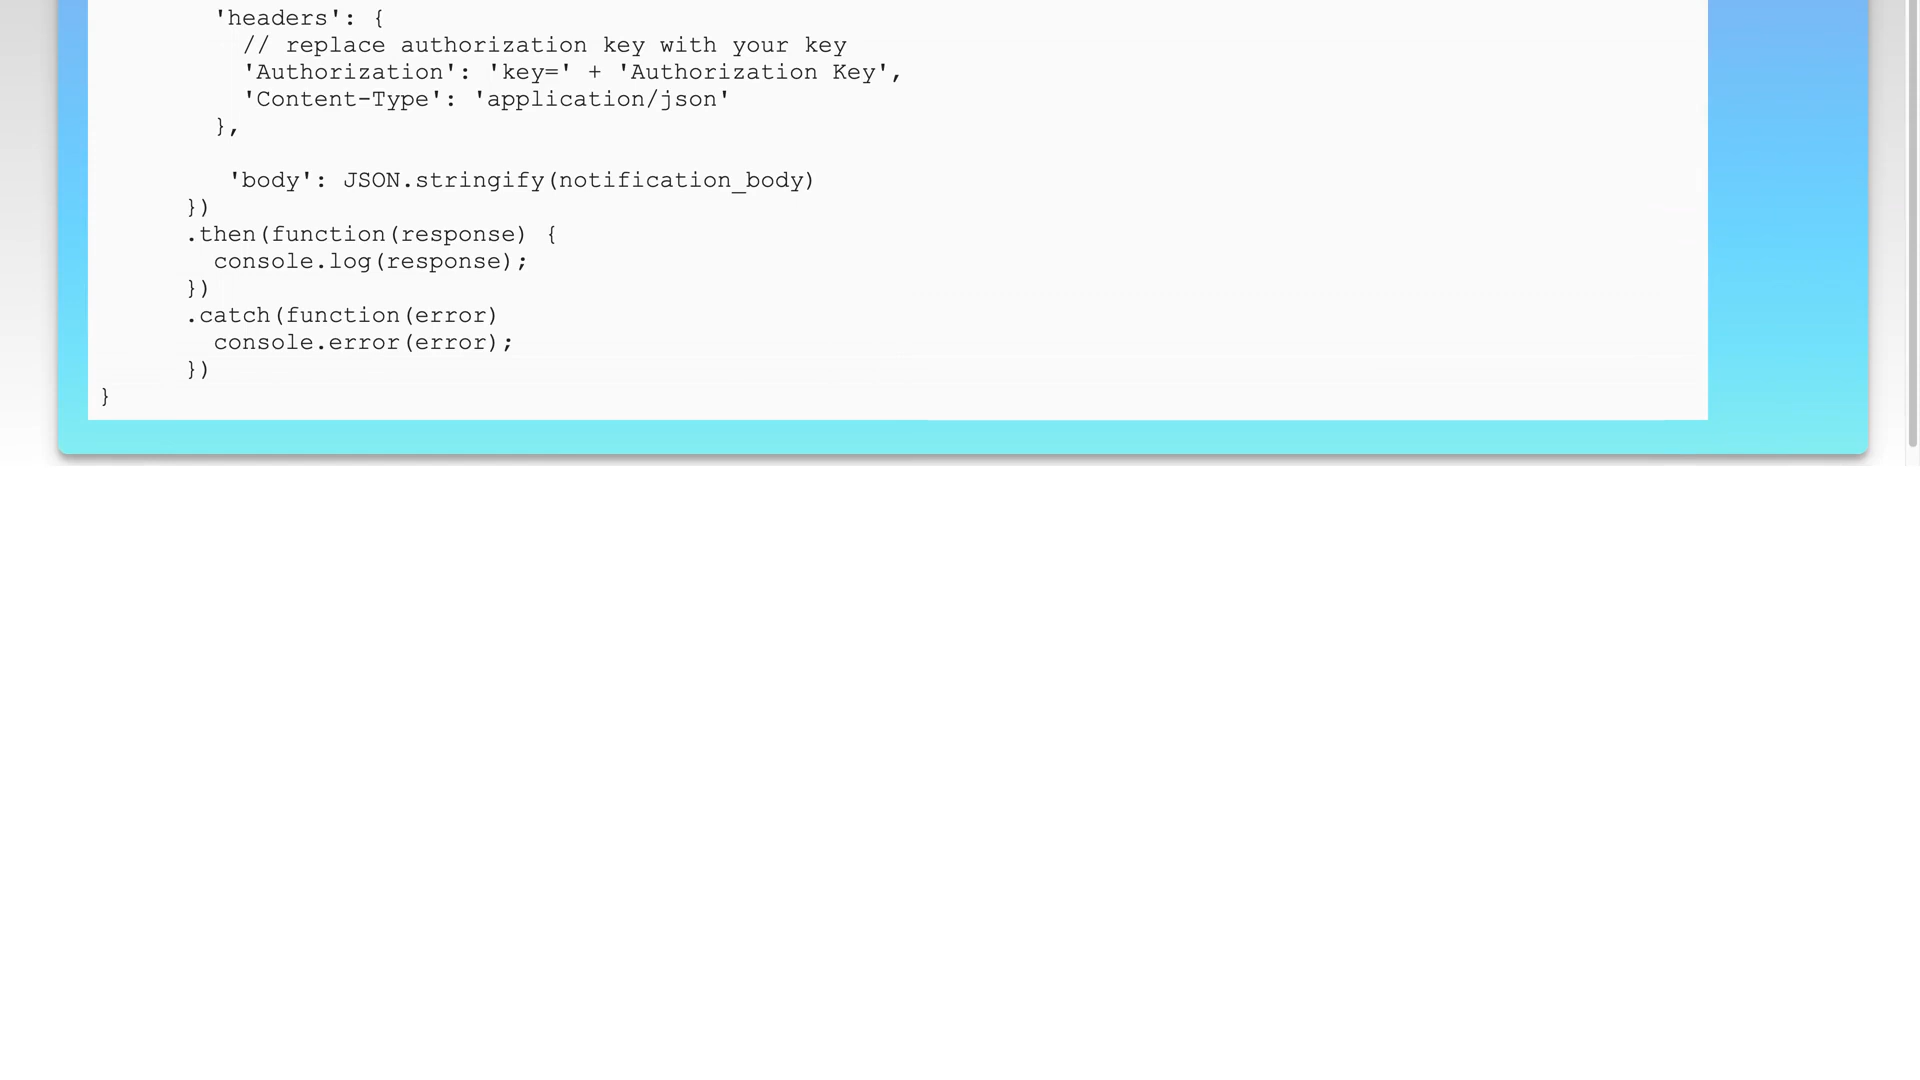 'headers': {
// replace authorization key with your key
'Authorization': 'key=' + 'Authorization Key',
'Content-Type': 'application/json'
},
'body': JSON.stringify(notification_body)
})
.then(function(response) {
console.log(response);
})
.catch(function(error)
console.error(error);
})
}